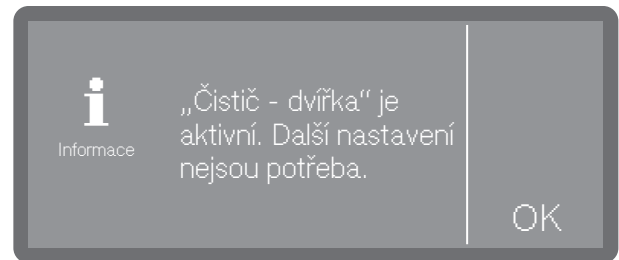 „Čistič - dvířka“ je
aktivní. Další nastavení
nejsou potřeba.
Informace
OK